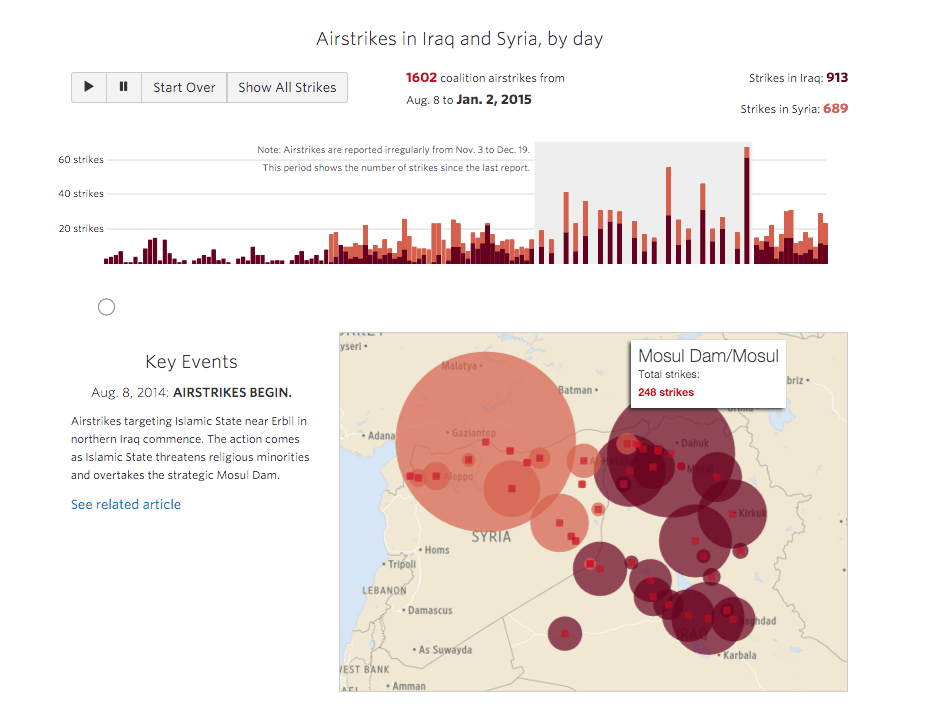 Airstrikes in Iraq and Syria, by day
Start Over
Show All Strikes
1602 coalition airstrikes from
Aug. 8 to Jan. 2, 2015
Strikes in Iraq: 913
Strikes in Syria: 689
Note: Airstrikes are reported irregularly from Nov. 3 to Dec. 19.
This period shows the number of strikes since the last report.
60 strikes
40 strikes
20 strikes
Key Events
Aug. 8, 2014: AIRSTRIKES BEGIN.
Airstrikes targeting Islamic State near Erbil in
northern Iraq commence. The action comes
as Islamic State threatens religious minorities
and overtakes the strategic Mosul Dam.
See related article
yseri
Malatya
Mosul Dam/Mosul
Total strikes:
248 strikes
briz
Batman
Adana
Gaziantep
Dahuk
Aleppo
Kirkuk
SYRIA
Homs
Tripoli
LEBANON
Damascus
ghdad
IRAQ
As Suwayda
Karbala
EST BANK
Amman